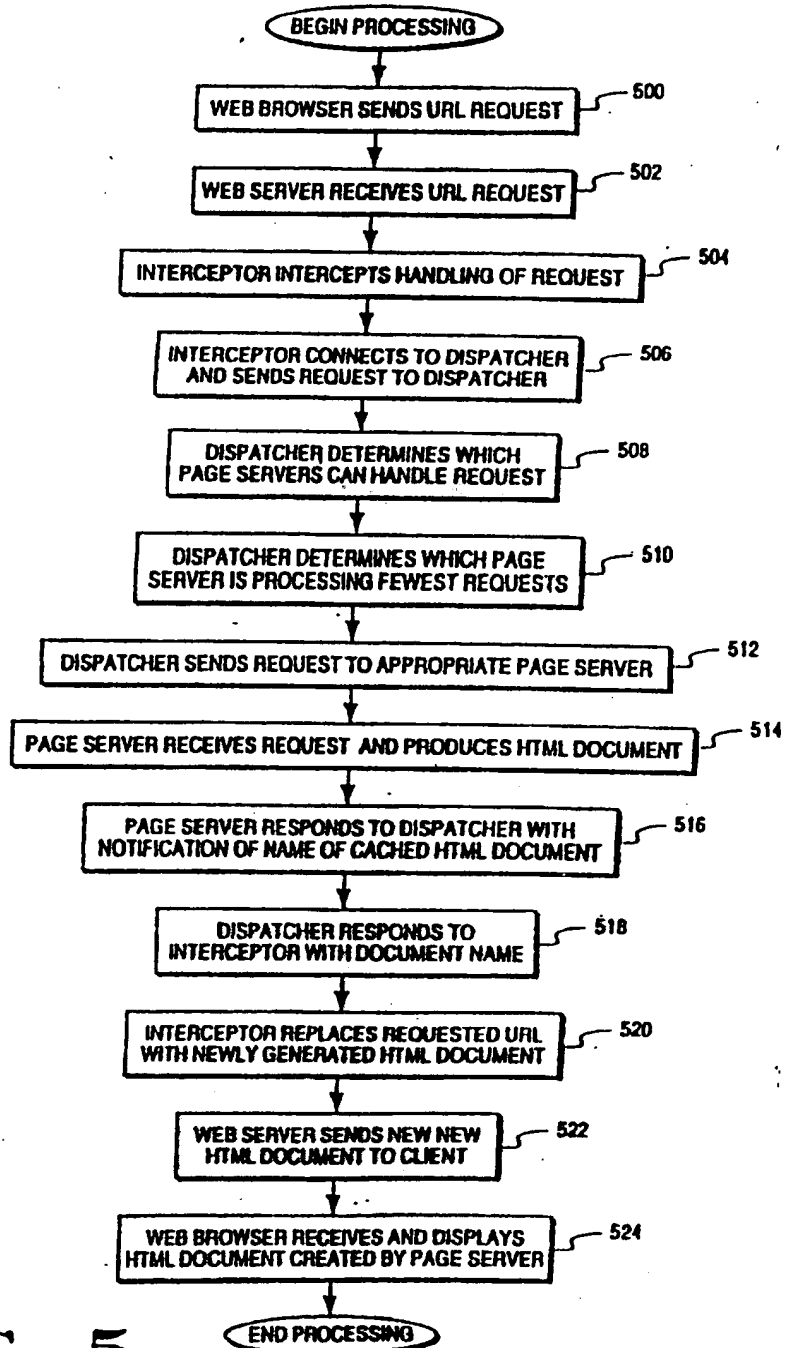 BEGIN PROCESSING
500
WEB BROWSER SENDS URL REQUEST
502
WEB SERVER RECEIVES URL REQUEST
504
INTERCEPTOR INTERCEPTS HANDLING OF REQUEST
506
INTERCEPTOR CONNECTS TO DISPATCHER
AND SENDS REQUEST TO DISPATCHER
508
DISPATCHER DETERMINES WHICH
PAGE SERVERS CAN HANDLE REQUEST
510
DISPATCHER DETERMINES WHICH PAGE
SERVER IS PROCESSING FEWEST REQUESTS
512
DISPATCHER SENDS REQUEST TO APPROPRIATE PAGE SERVER
514
PAGE SERVER RECEIVES REQUEST AND PRODUCES HTML DOCUMENT
516
PAGE SERVER RESPONDS TO DISPATCHER WITH
NOTIFICATION OF NAME OF CACHED HTML DOCUMENT
518
DISPATCHER RESPONDS TO
INTERCEPTOR WITH DOCUMENT NAME
520
INTERCEPTOR REPLACES REQUESTED URL
WITH NEWLY GENERATED HTML DOCUMENT
522
WEB SERVER SENDS NEW NEW
HTML DOCUMENT TO CLIENT
524
WEB BROWSER RECEIVES AND DISPLAYS
HTML DOCUMENT CREATED BY PAGE SERVER
END PROCESSING